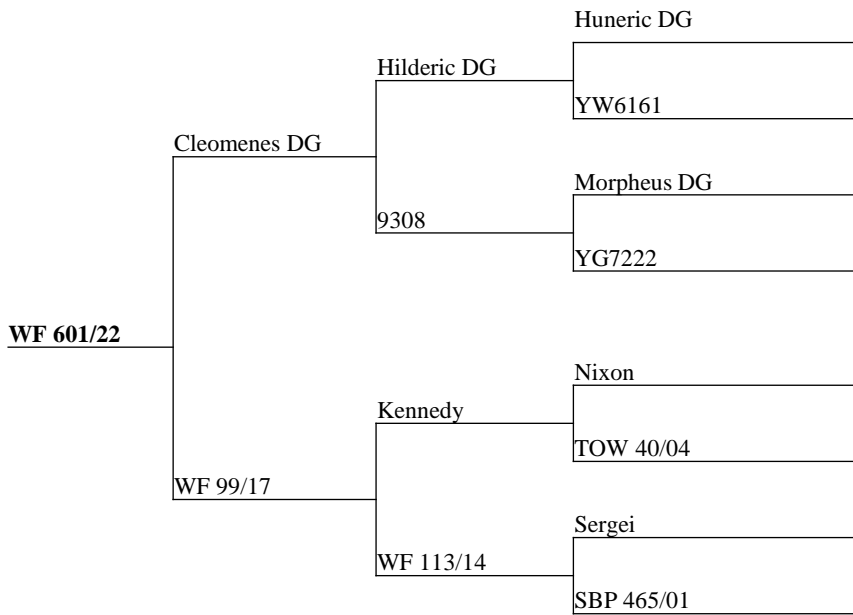 Huneric DG
Hilderic DG
YW6161
Cleomenes DG
Morpheus DG
9308
YG7222
WF 601/22
Nixon
Kennedy
TOW 40/04
WF 99/17
Sergei
WF 113/14
SBP 465/01